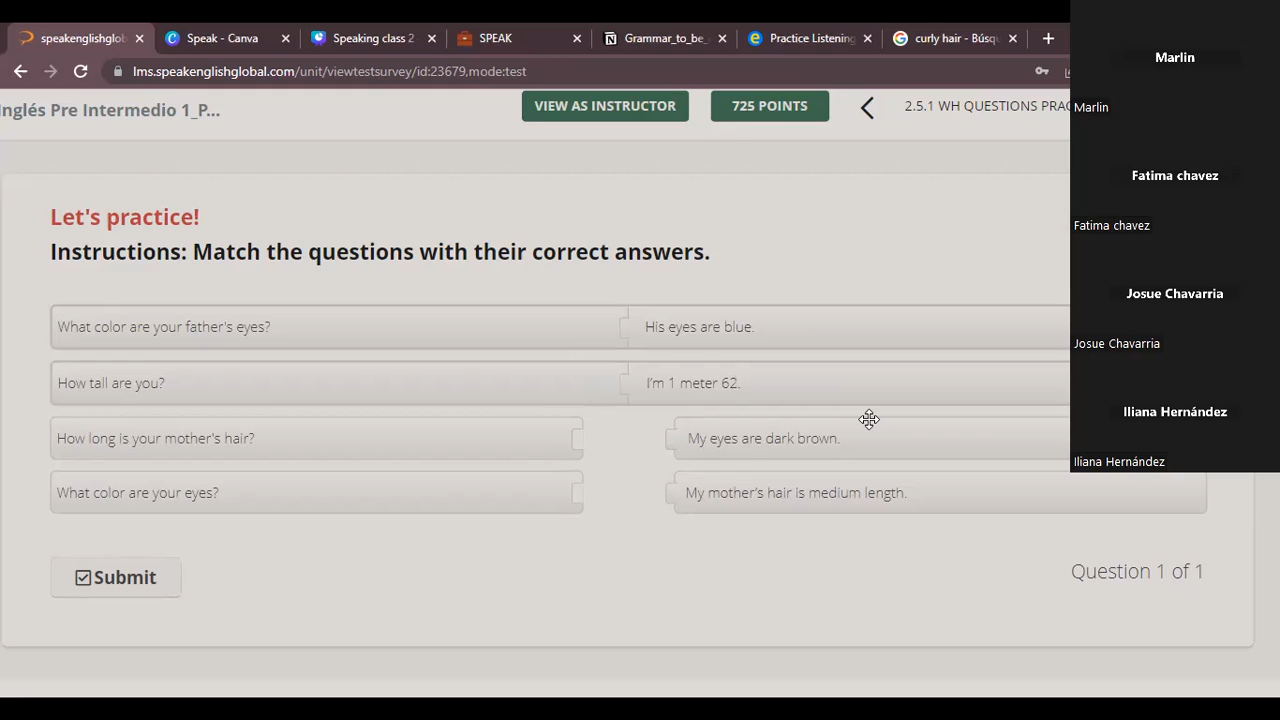 speakenglishglob
Speak - Canva
Speaking class 2
SPEAK
Grammar_to_be_
Practice Listening
curly hair - Búsq
Marlin
lms.speakenglishglobal.com/unit/viewtestsurvey/id:23679,mode:test
Inglés Pre Intermedio 1_P...
VIEW AS INSTRUCTOR
725 POINTS
2.5.1 WH QUESTIONS PRAC
Marlin
Fatima chavez
Fatima chavez
Let's practice!
Instructions: Match the questions with their correct answers.
Josue Chavarria
Josue Chavarria
What color are your father's eyes?
His eyes are blue.
How tall are you?
I'm 1 meter 62.
Iliana Hernández
Iliana Hernández
How long is your mother's hair?
My eyes are dark brown.
What color are your eyes?
My mother's hair is medium length.
Submit
Question 1 of 1